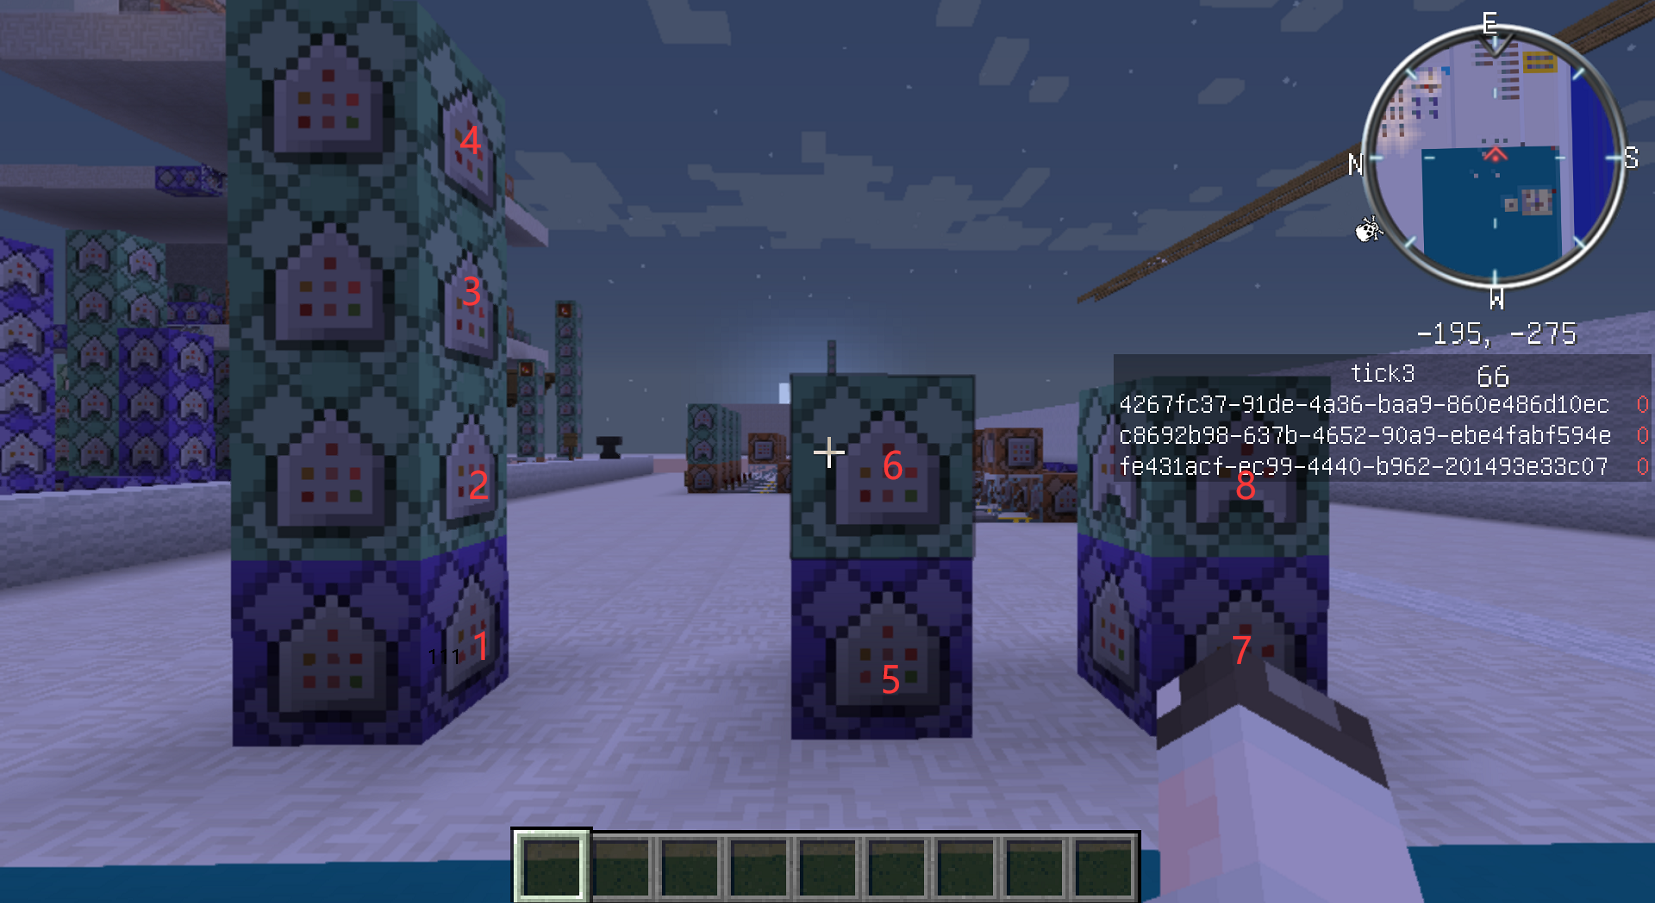 E
N
S
W
-195, -275
tick3 66
4267fc37-91de-4a36-baa9-860e486d10ec 0
c8692b98-637b-4652-90a9-ebe4fabf594e 0
fe431acf-ec99-4440-b962-201493e33c07 0
4
3
2
111 1
6
5
8
7